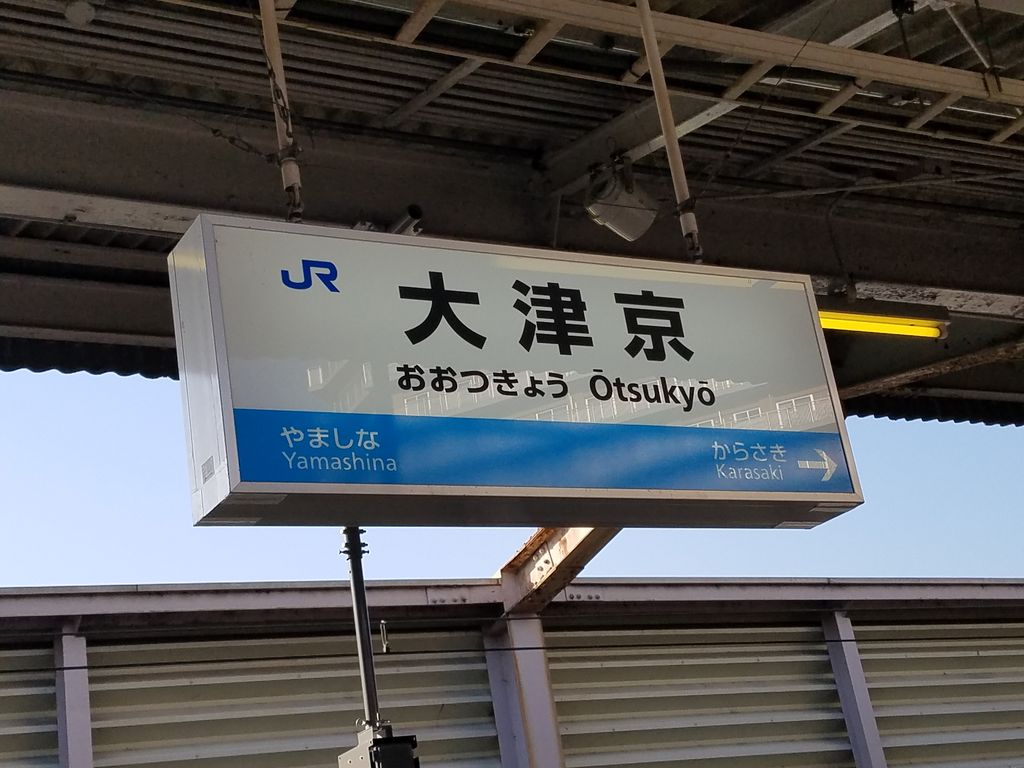 JR
大津京
おおつきょう Ōtsukyō
やましな
Yamashina
からさき
Karasaki